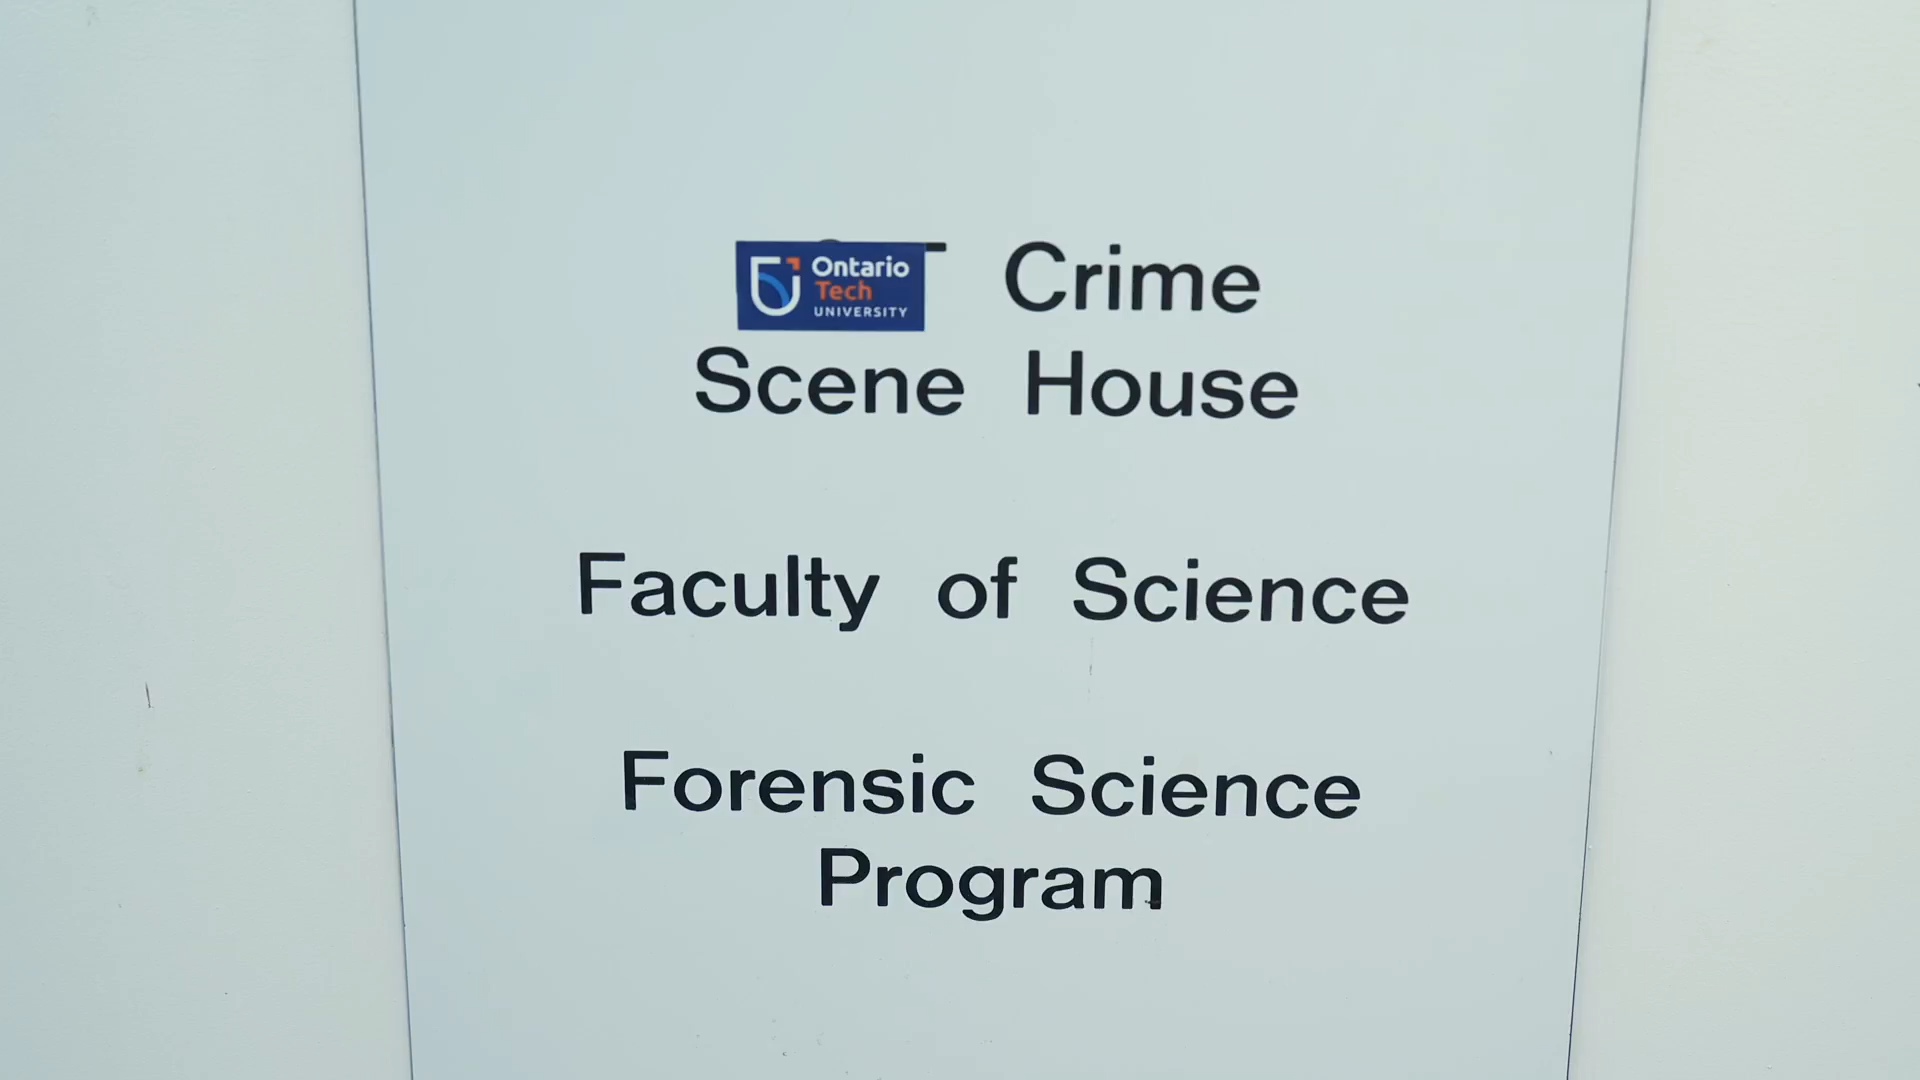 Ontario
Tech
UNIVERSITY
Crime
Scene House
Faculty of Science
Forensic Science
Program